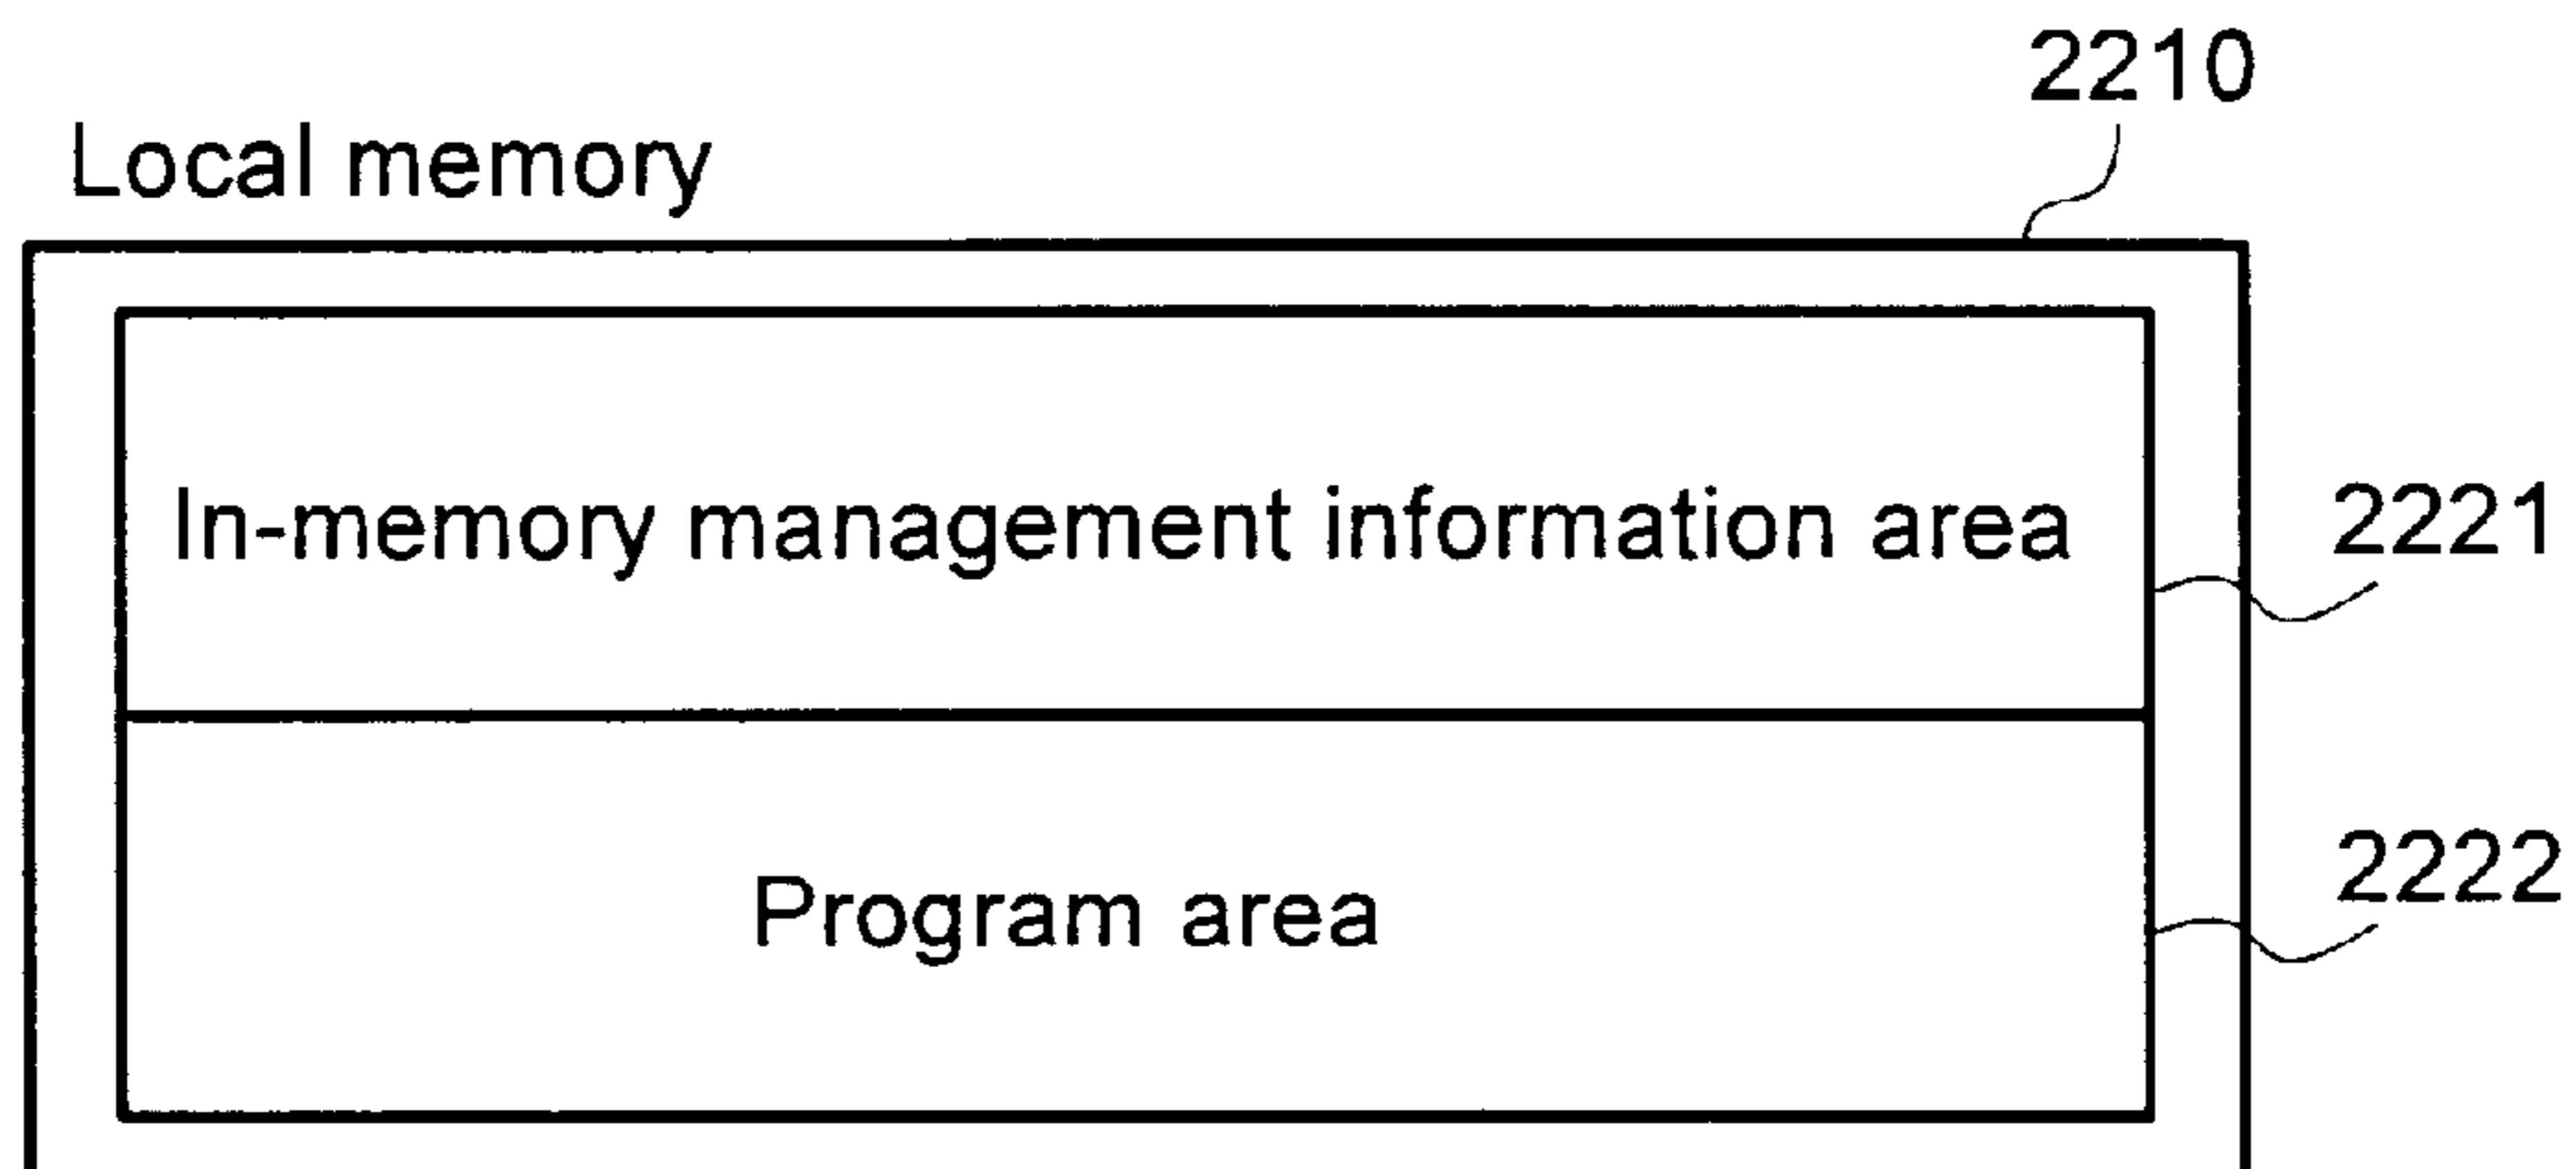 2210
Local memory
In-memory management information area
2221
Program area
2222